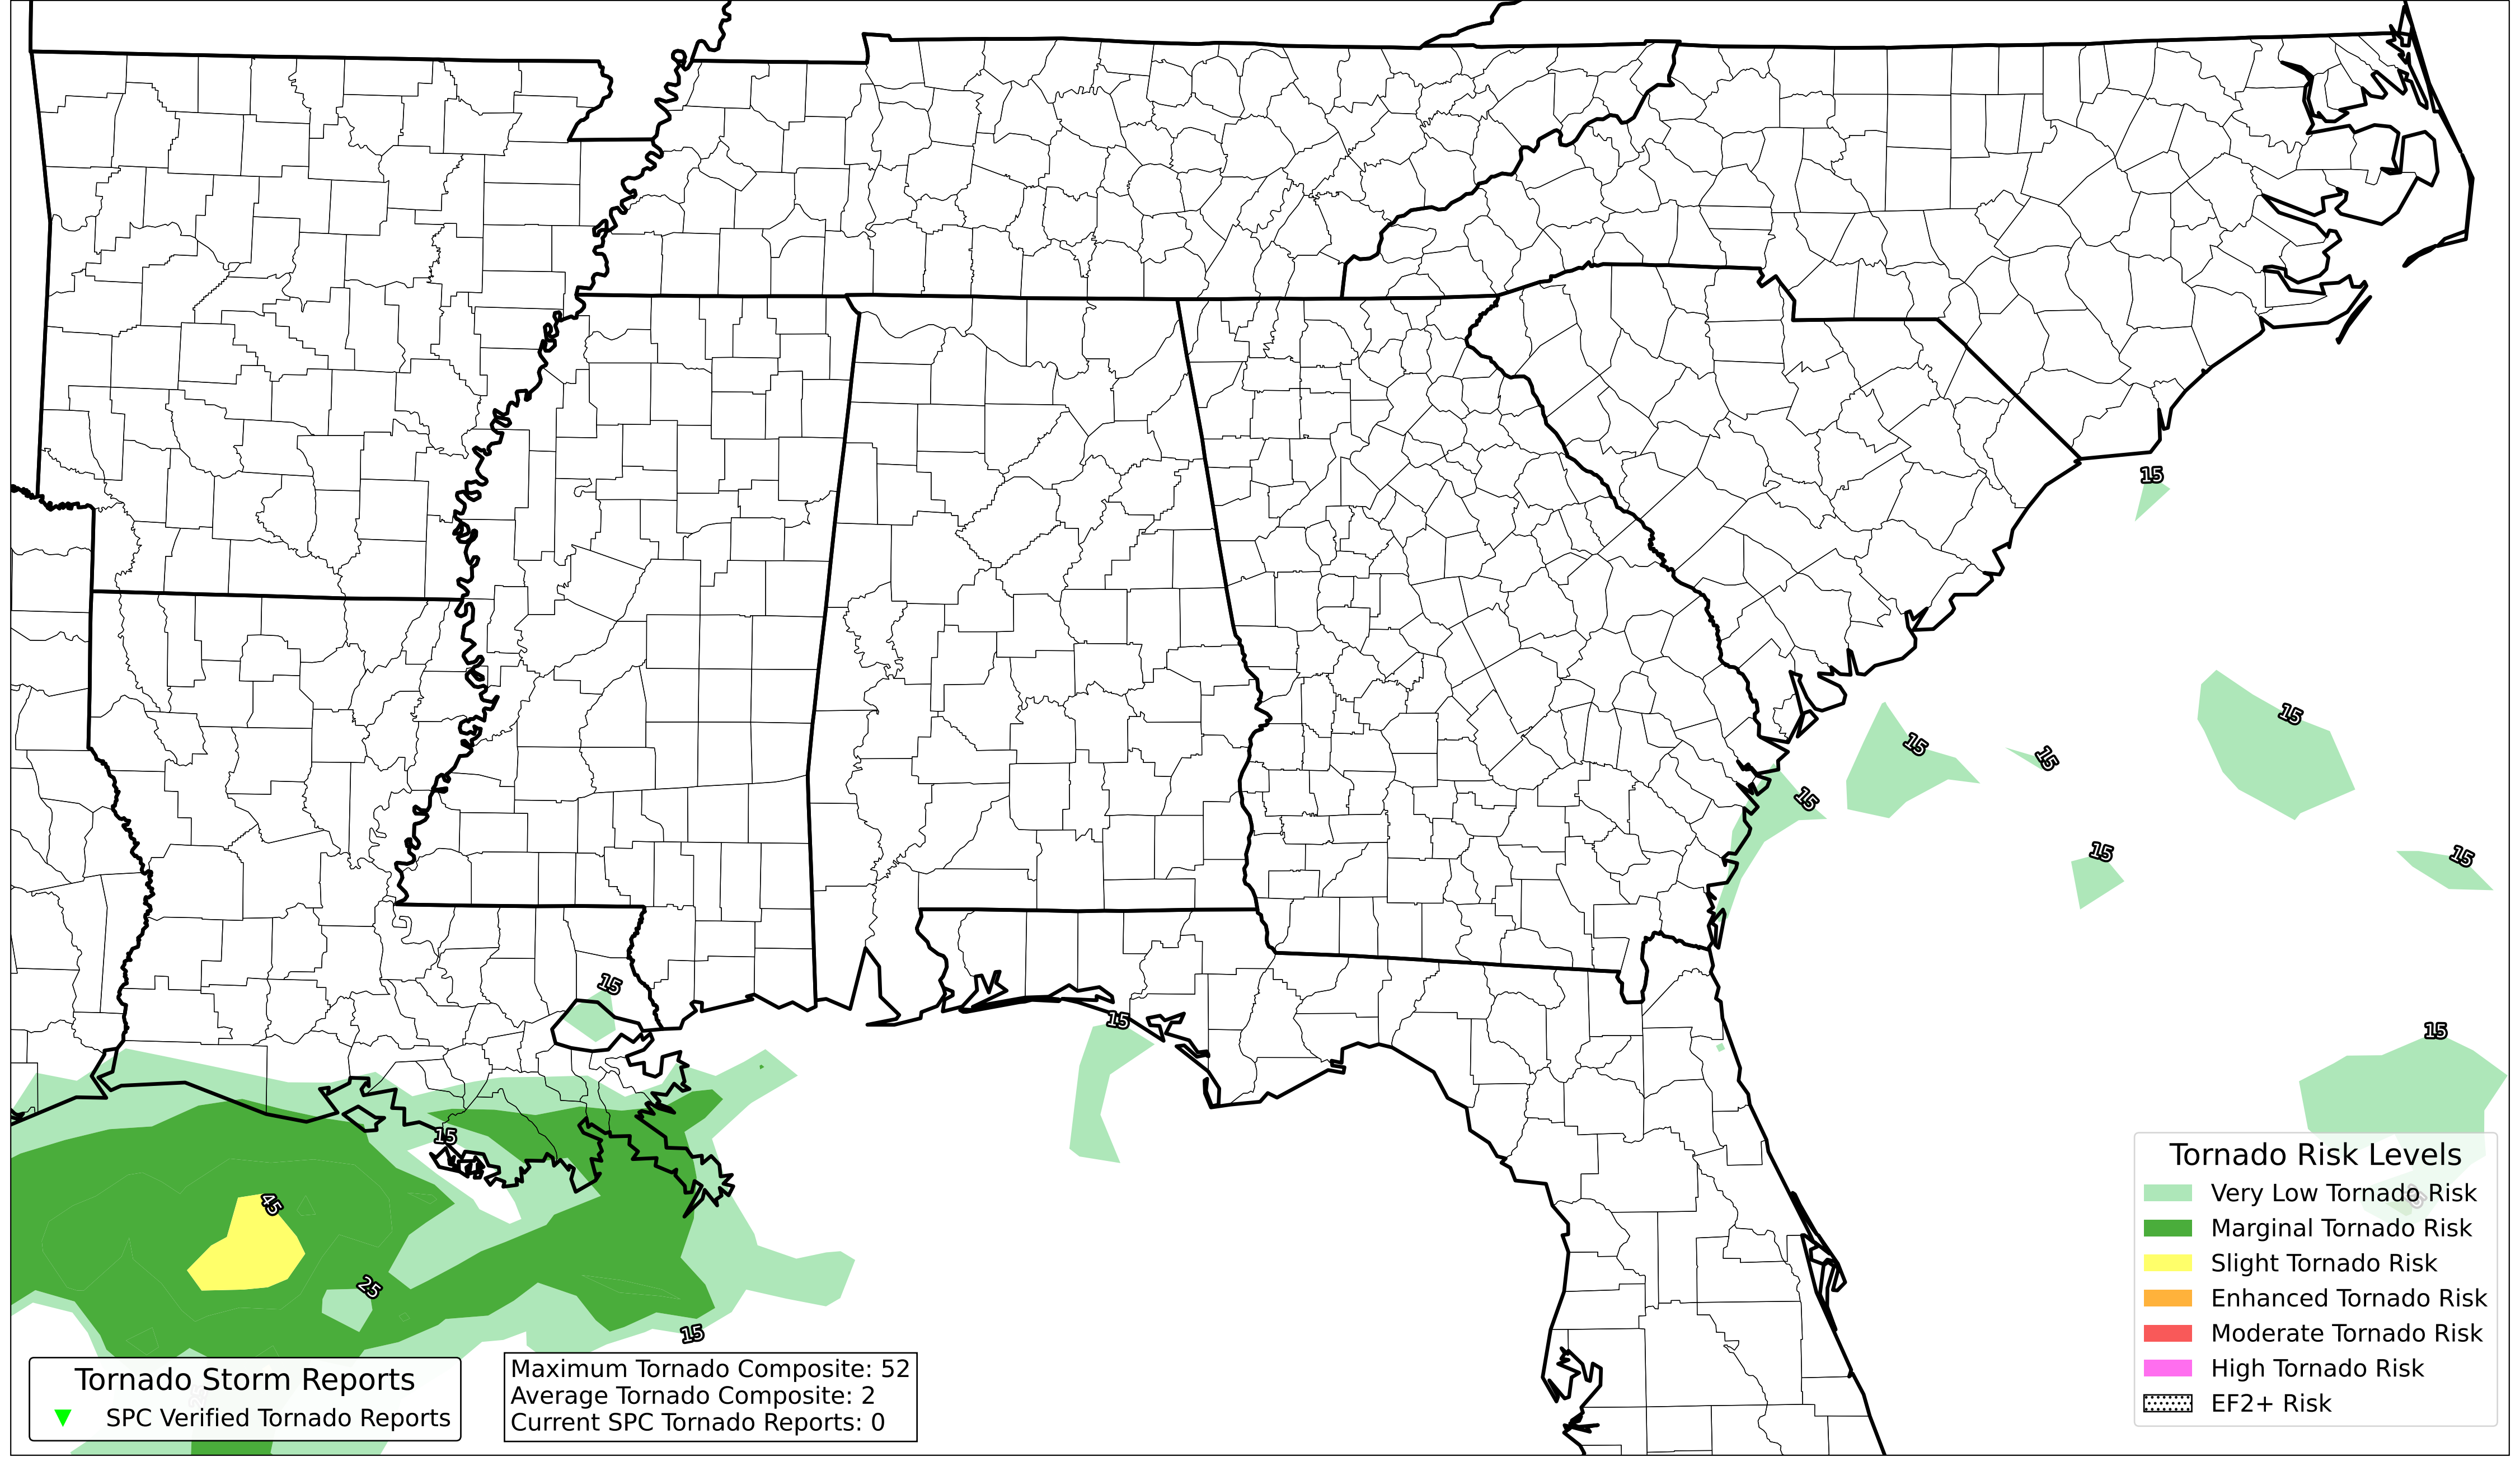 15
15
15
15
15
15
15
15
15
15
15
45
25
15
Tornado Storm Reports
SPC Verified Tornado Reports
Maximum Tornado Composite: 52
Average Tornado Composite: 2
Current SPC Tornado Reports: 0
Tornado Risk Levels
Very Low Tornado Risk
Marginal Tornado Risk
Slight Tornado Risk
Enhanced Tornado Risk
Moderate Tornado Risk
High Tornado Risk
EF2+ Risk